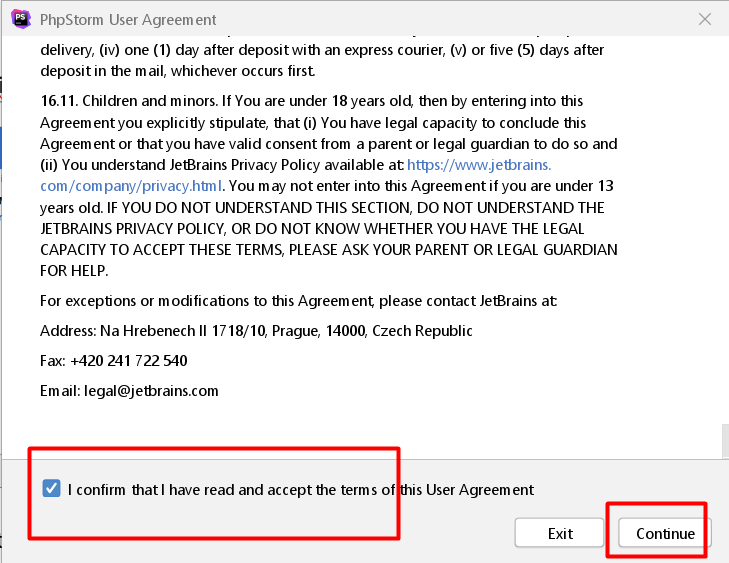 PhpStorm User Agreement
delivery, (iv) one (1) day after deposit with an express courier, (v) or five (5) days after
deposit in the mail, whichever occurs first.
16.11. Children and minors. If You are under 18 years old, then by entering into this
Agreement you explicitly stipulate, that (i) You have legal capacity to conclude this
Agreement or that you have valid consent from a parent or legal guardian to do so and
(ii) You understand JetBrains Privacy Policy available at: https://www.jetbrains.
com/company/privacy.html. You may not enter into this Agreement if you are under 13
years old. IF YOU DO NOT UNDERSTAND THIS SECTION, DO NOT UNDERSTAND THE
JETBRAINS PRIVACY POLICY, OR DO NOT KNOW WHETHER YOU HAVE THE LEGAL
CAPACITY TO ACCEPT THESE TERMS, PLEASE ASK YOUR PARENT OR LEGAL GUARDIAN
FOR HELP.
For exceptions or modifications to this Agreement, please contact JetBrains at:
Address: Na Hrebenech II 1718/10, Prague, 14000, Czech Republic
Fax: +420 241 722 540
Email: legal@jetbrains.com
I confirm that I have read and accept the terms of this User Agreement
Exit
Continue